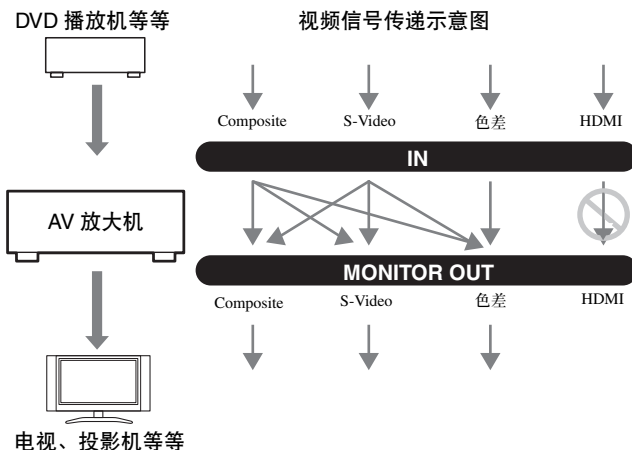 DVD 播放机等等
视频信号传递示意图
Composite S-Video 色差 HDMI
IN
AV 放大机
MONITOR OUT
Composite S-Video 色差 HDMI
电视、投影机等等